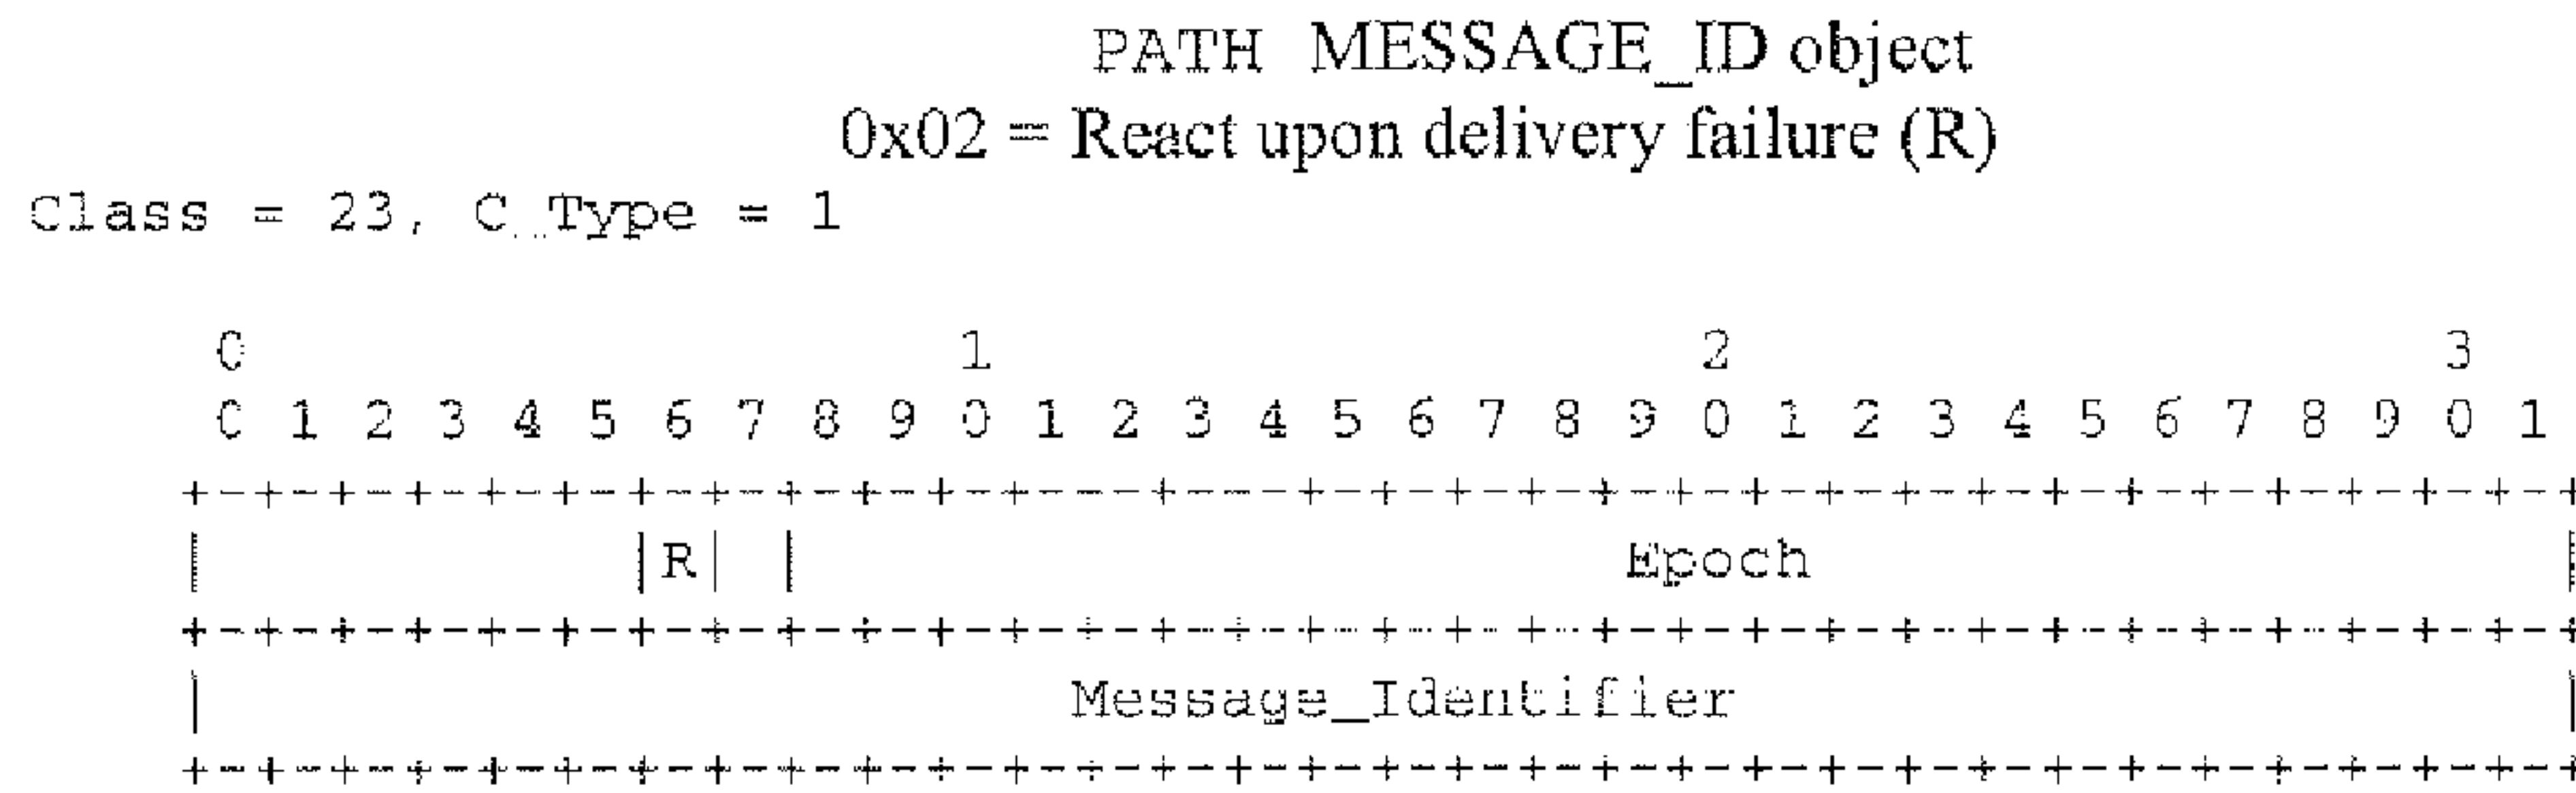 PATH MESSAGE_ID object
0x02 = React upon delivery failure (R)
Class = 23, C_Type = 1
0 1 2 3
0 1 2 3 4 5 6 7 8 9 0 1 2 3 4 5 6 7 8 9 0 1 2 3 4 5 6 7 8 9 0 1
+-+-+-+-+-+-+-+-+-+-+-+---+---+-+-+-+-+-+-+-+-+-+-+-+-+-+-+-+-+
| |R| | Epoch |
+-+-+-+-+-+-+-+-+-+-+-+-+-+-+-+-+-+-+-+-+-+-+-+-+-+-+-+-+-+-+-+-+
| Message_Identifier |
+-+-+-+-+-+-+-+-+-+-+-+-+-+-+-+-+-+-+-+-+-+-+-+-+-+-+-+-+-+-+-+-+